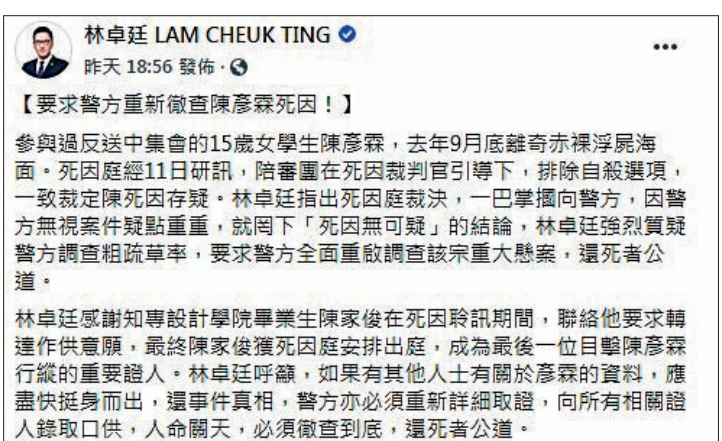 林卓廷 LAM CHEUK TING
昨天 18:56 發佈 ·
【要求警方重新徹查陳彥霖死因！】
參與過反送中集會的15歲女學生陳彥霖，去年9月底離奇赤裸浮屍海
面。死因庭經11日研訊，陪審團在死因裁判官引導下，排除自殺選項，
一致裁定陳死因存疑。林卓廷指出死因庭裁決，一巴掌摑向警方，因警
方無視案件疑點重重，就罔下「死因無可疑」的結論，林卓廷強烈質疑
警方調查粗疏草率，要求警方全面重啟調查該宗重大懸案，還死者公
道。
林卓廷感謝知專設計學院畢業生陳家俊在死因聆訊期間，聯絡他要求轉
達作供意願，最終陳家俊獲死因庭安排出庭，成為最後一位目擊陳彥霖
行縱的重要證人。林卓廷呼籲，如果有其他人士有關於彥霖的資料，應
盡快挺身而出，還事件真相，警方亦必須重新詳細取證，向所有相關證
人錄取口供，人命關天，必須徹查到底，還死者公道。